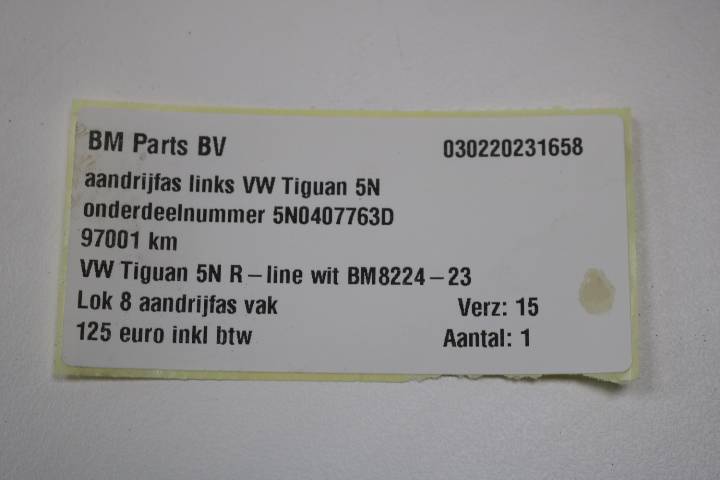 BM Parts BV 030220231658
aandrijfas links VW Tiguan 5N
onderdeelnummer 5N0407763D
97001 km
VW Tiguan 5N R-line wit BM8224-23
Lok 8 aandrijfas vak Verz: 15
125 euro inkl btw Aantal: 1